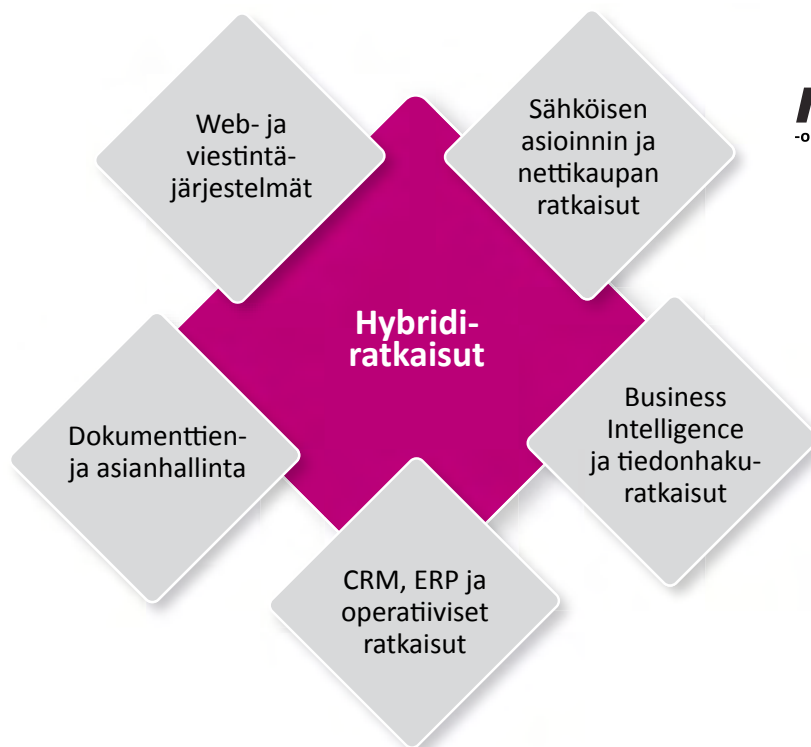 Web- ja
viestintä-
järjestelmät
Sähköisen
asioinnin ja
nettikaupan
ratkaisut
Hybridi-
ratkaisut
Dokumenttien-
ja asianhallinta
Business
Intelligence
ja tiedonhaku-
ratkaisut
CRM, ERP ja
operatiiviset
ratkaisut